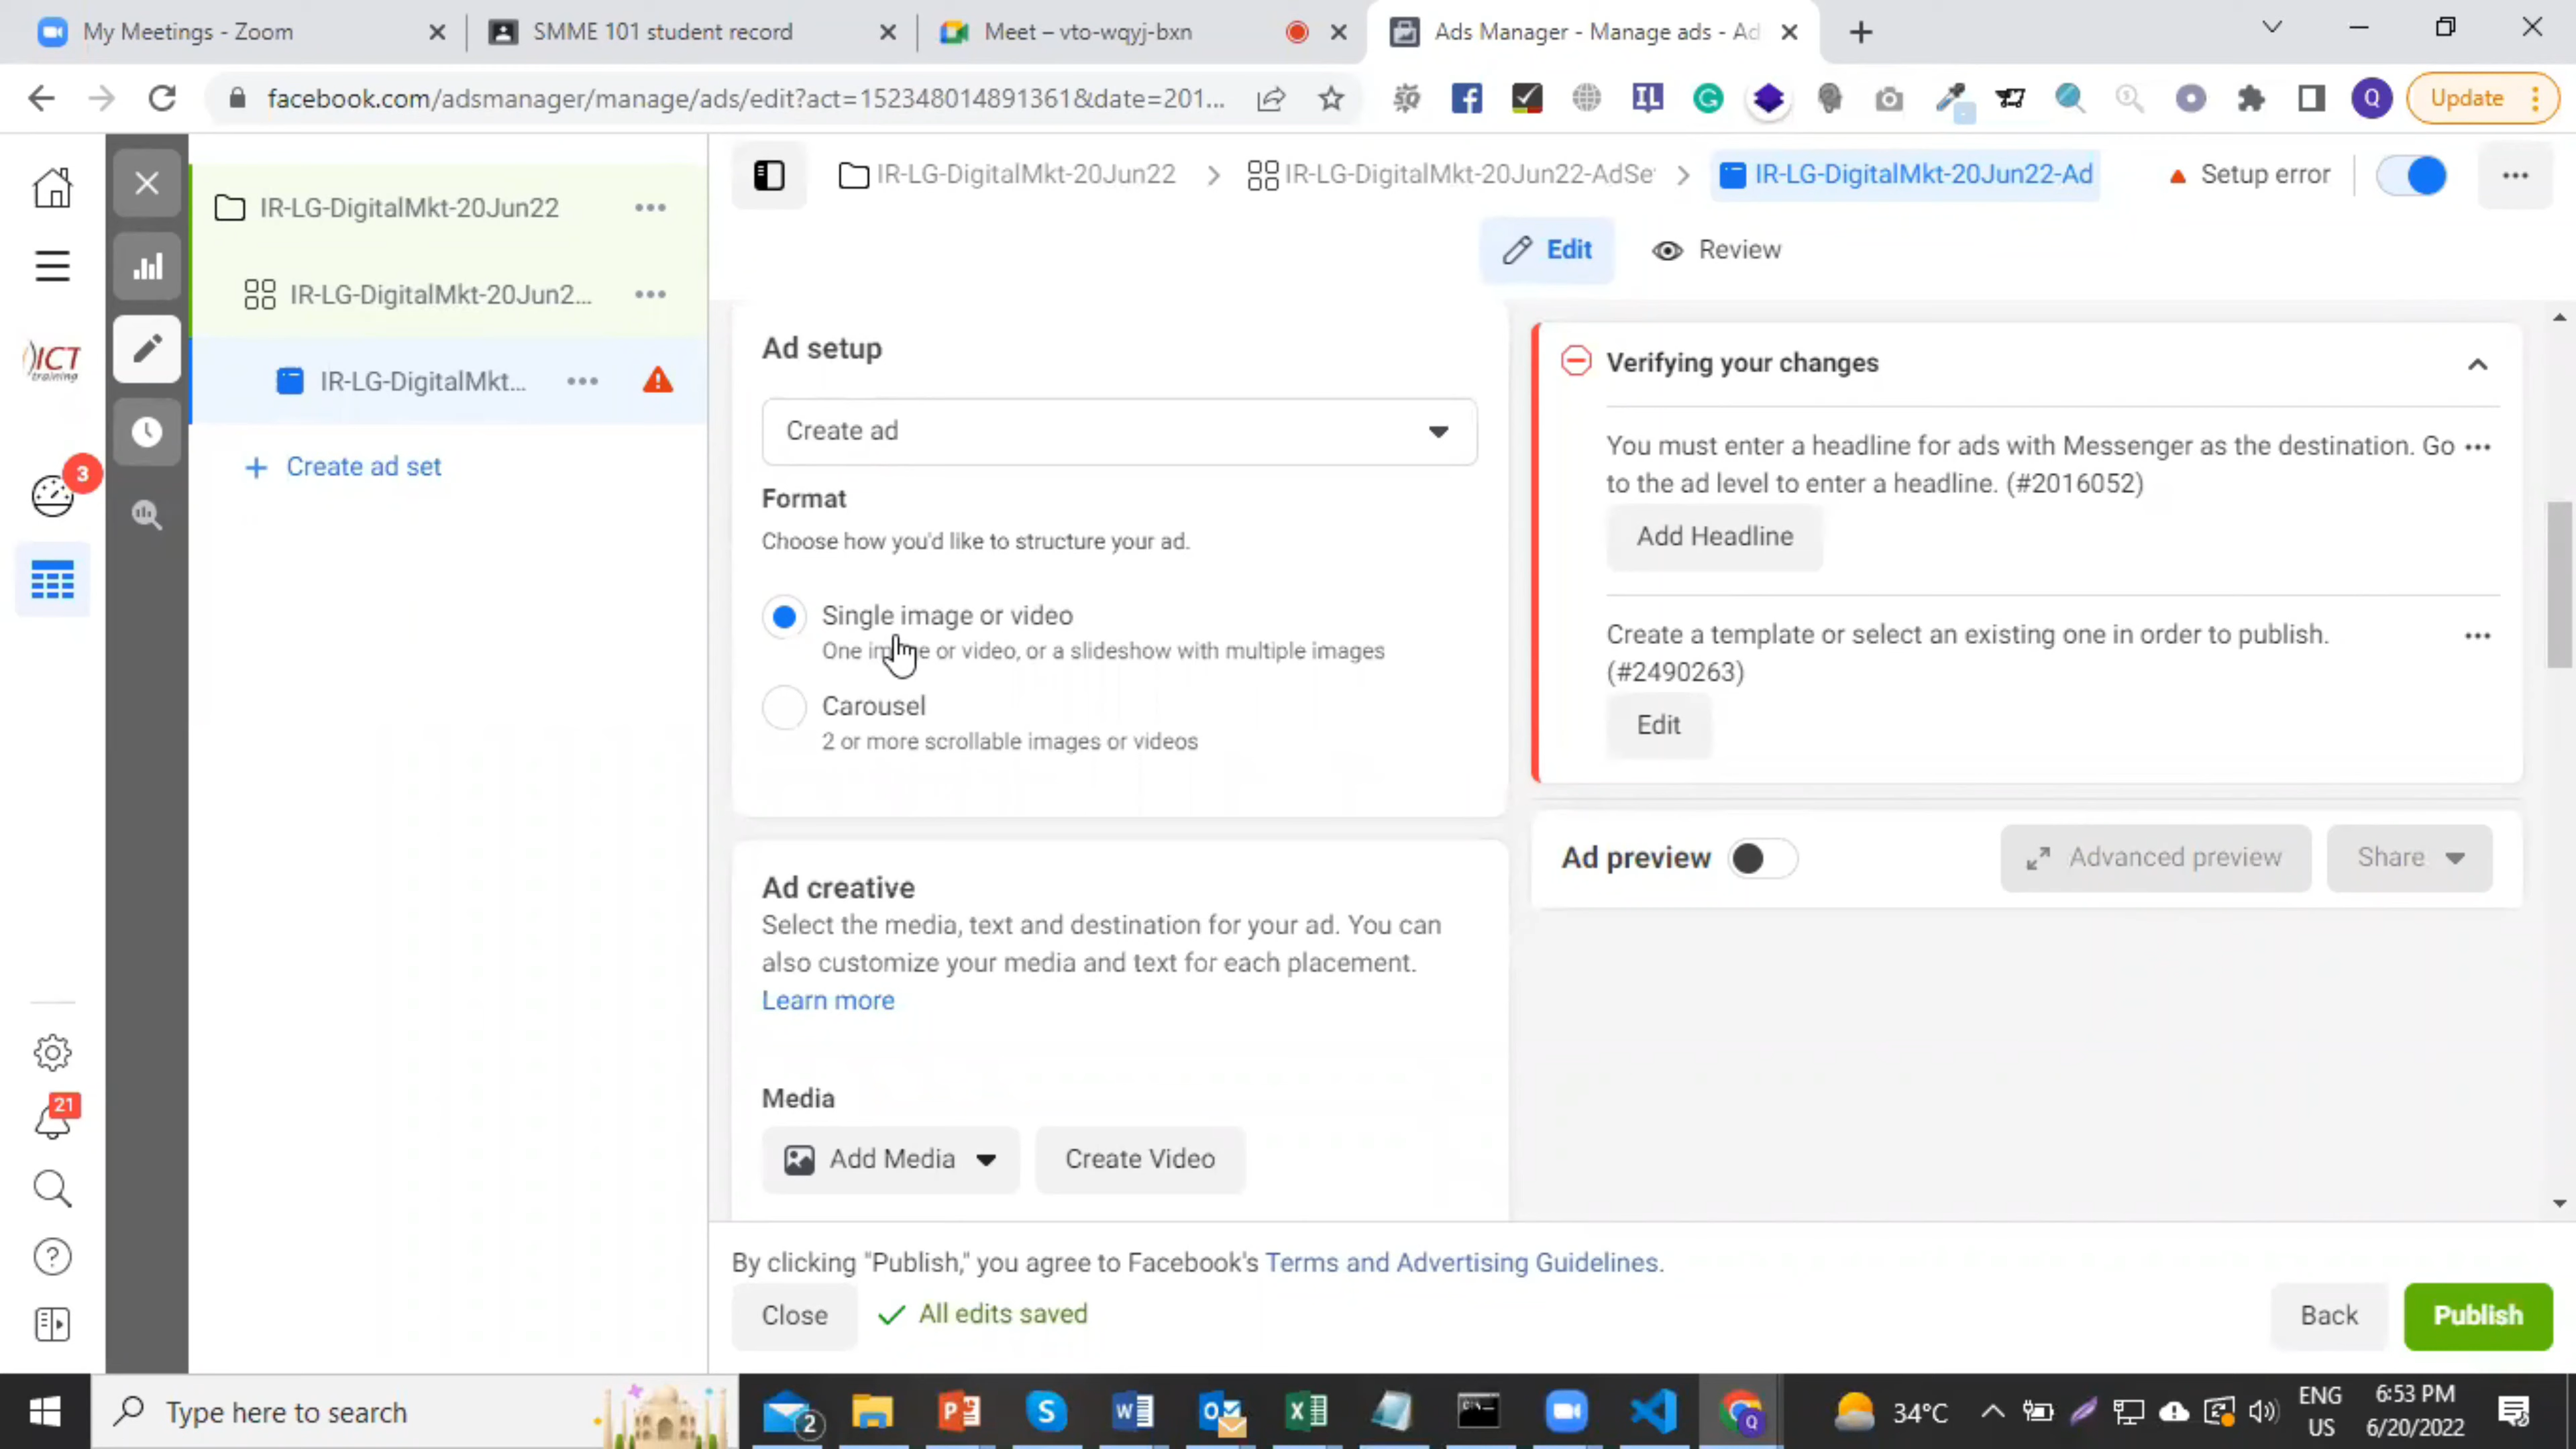 My Meetings - Zoom
SMME 101 student record
Meet – vto-wqyj-bxn
Ads Manager - Manage ads - Ad
facebook.com/adsmanager/manage/ads/edit?act=152348014891361&date=201...
IL
Q
Update
IR-LG-DigitalMkt-20Jun22
IR-LG-DigitalMkt-20Jun2...
IR-LG-DigitalMkt...
+ Create ad set
ICT
training
3
21
IR-LG-DigitalMkt-20Jun22 > IR-LG-DigitalMkt-20Jun22-AdSe > IR-LG-DigitalMkt-20Jun22-Ad
Setup error
Edit
Review
Ad setup
Create ad
Format
Choose how you'd like to structure your ad.
Single image or video
One image or video, or a slideshow with multiple images
Carousel
2 or more scrollable images or videos
Ad creative
Select the media, text and destination for your ad. You can
also customize your media and text for each placement.
Learn more
Media
Add Media
Create Video
Verifying your changes
You must enter a headline for ads with Messenger as the destination. Go
to the ad level to enter a headline. (#2016052)
Add Headline
Create a template or select an existing one in order to publish.
(#2490263)
Edit
Ad preview
Advanced preview
Share
By clicking "Publish," you agree to Facebook's Terms and Advertising Guidelines.
Close
All edits saved
Back
Publish
Type here to search
2
34°C
ENG
US
6:53 PM
6/20/2022